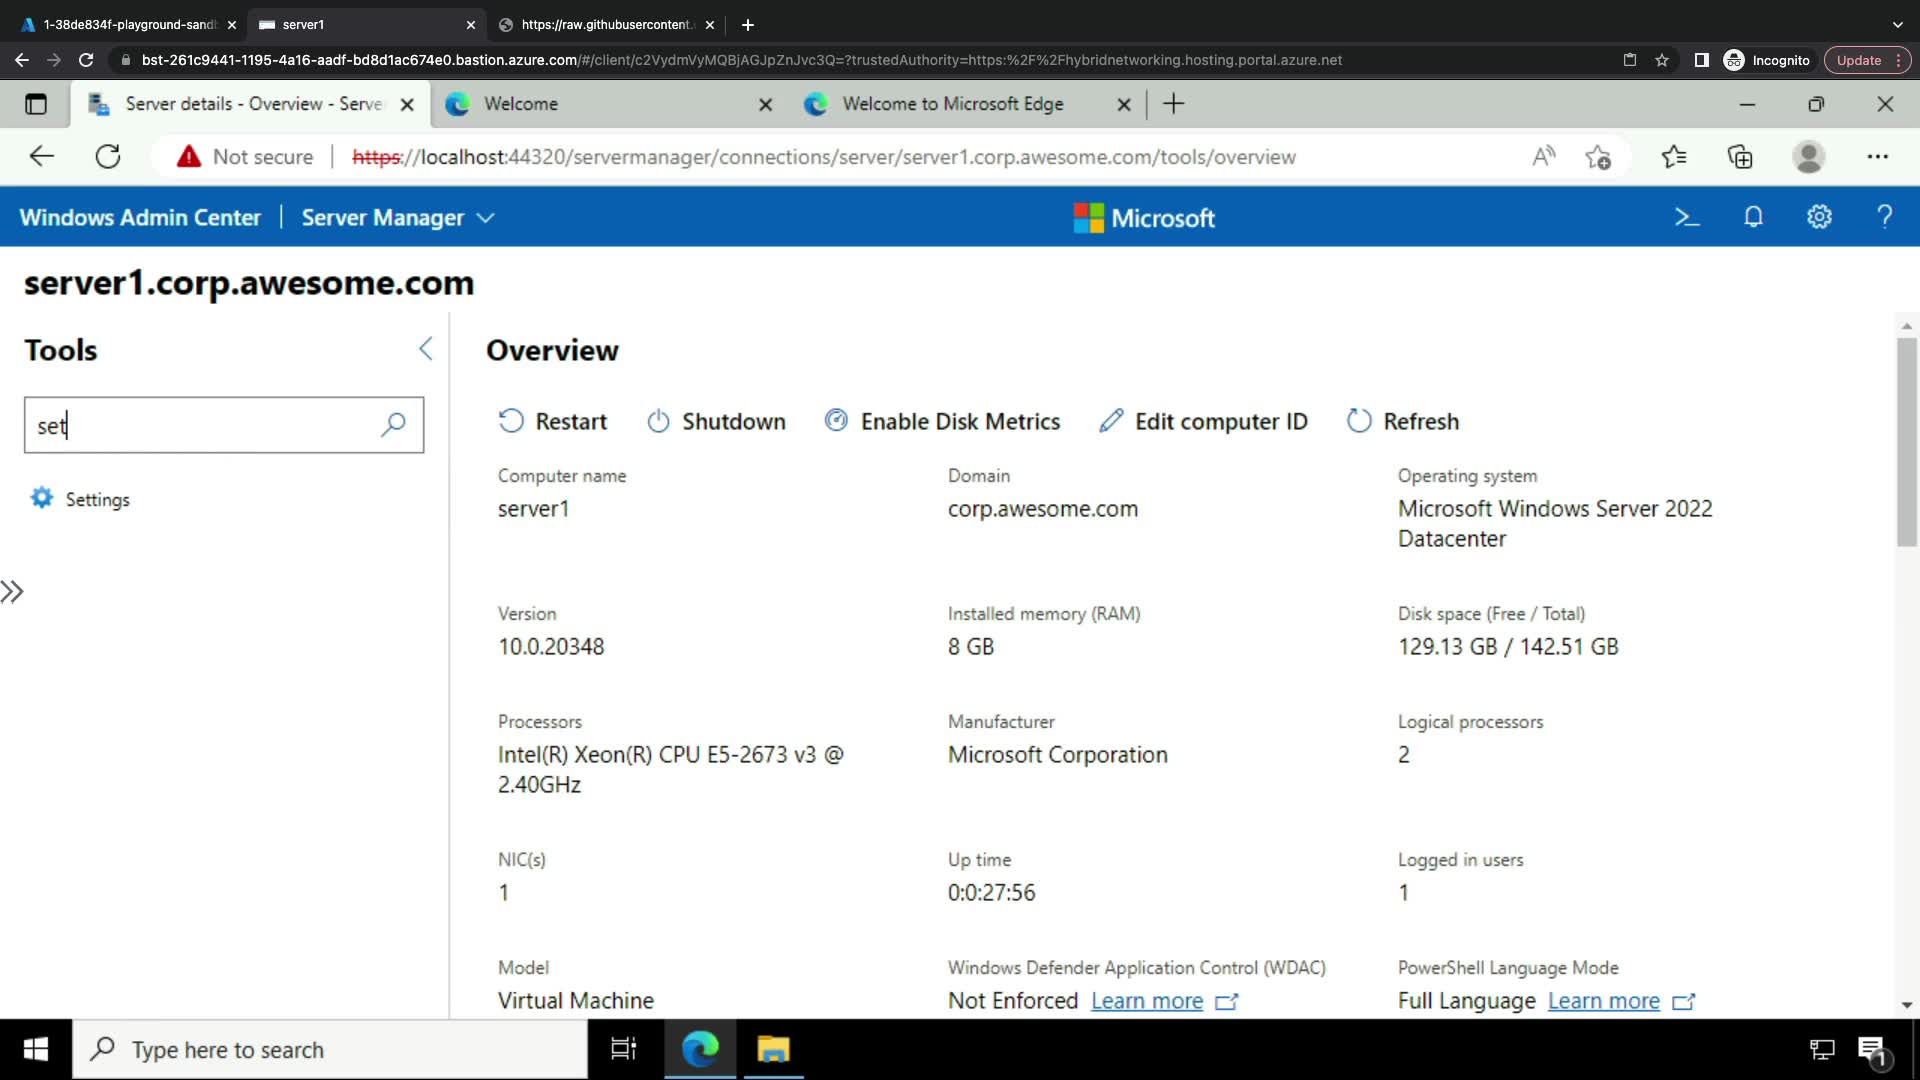 1-38de834f-playground-sandb
server1
https://raw.githubusercontent.
bst-261c9441-1195-4a16-aadf-bd8d1ac674e0.bastion.azure.com/#/client/c2VydmVyMQBjAGJpZnJvc3Q=?trustedAuthority=https:%2F%2Fhybridnetworking.hosting.portal.azure.net
Incognito
Update
Server details - Overview - Serve
Welcome
Welcome to Microsoft Edge
Not secure
https://localhost:44320/servermanager/connections/server/server1.corp.awesome.com/tools/overview
Windows Admin Center
Server Manager
Microsoft
server1.corp.awesome.com
Tools
set
Settings
Overview
Restart
Shutdown
Enable Disk Metrics
Edit computer ID
Refresh
Computer name
server1
Domain
corp.awesome.com
Operating system
Microsoft Windows Server 2022
Datacenter
Version
10.0.20348
Installed memory (RAM)
8 GB
Disk space (Free / Total)
129.13 GB / 142.51 GB
Processors
Intel(R) Xeon(R) CPU E5-2673 v3 @
2.40GHz
Manufacturer
Microsoft Corporation
Logical processors
2
NIC(s)
1
Up time
0:0:27:56
Logged in users
1
Model
Virtual Machine
Windows Defender Application Control (WDAC)
Not Enforced Learn more
PowerShell Language Mode
Full Language Learn more
Type here to search
1